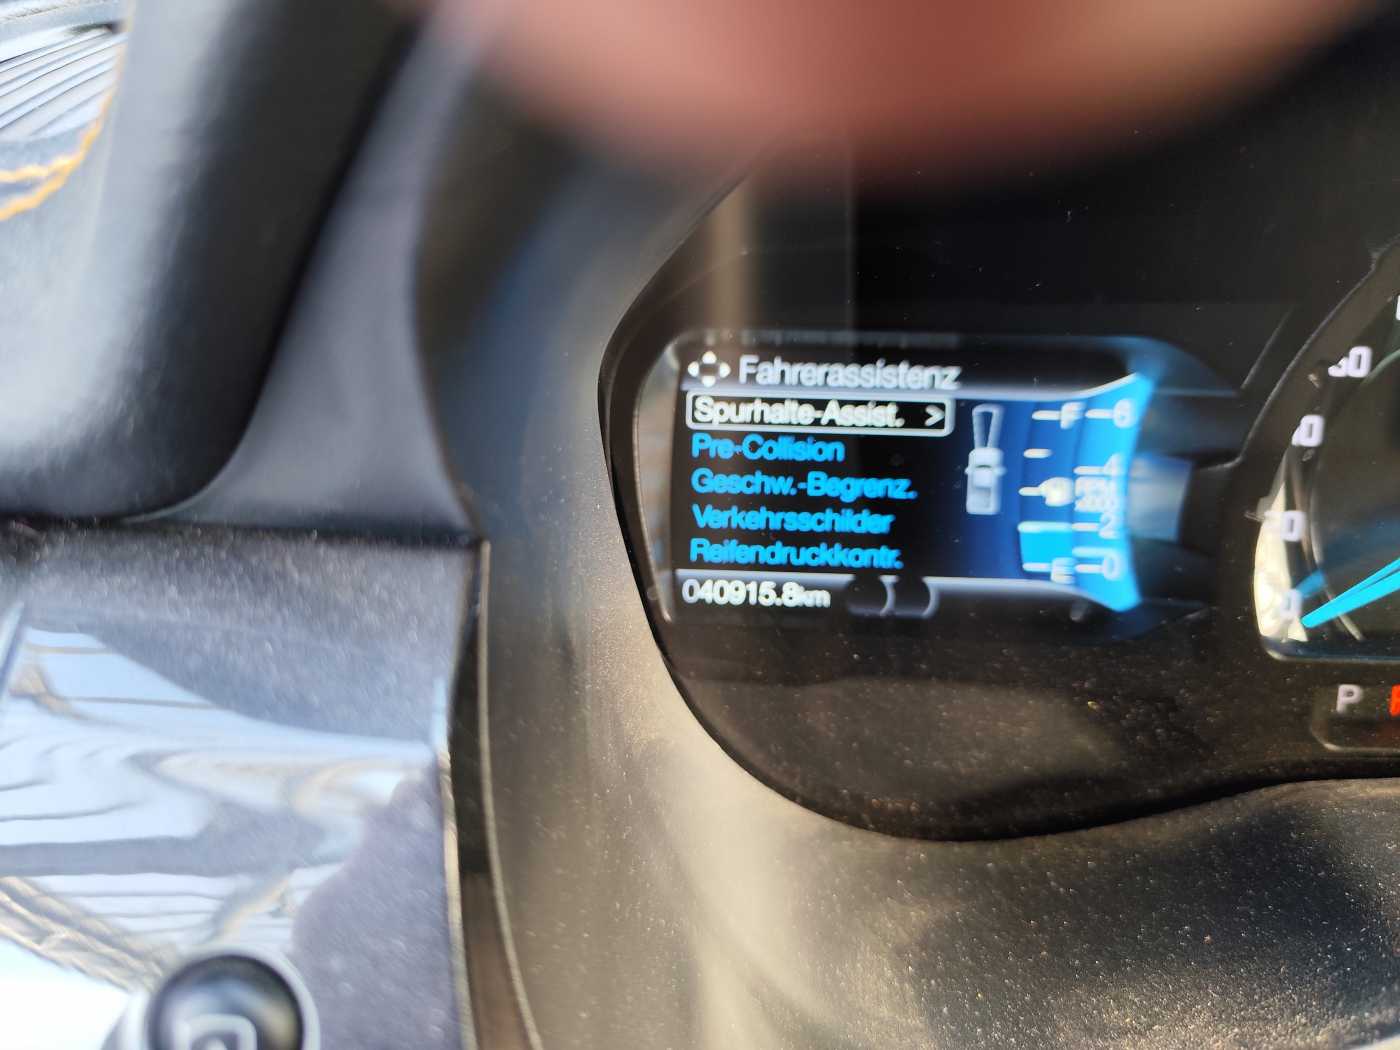 Fahrerassistenz
Spurhalte-Assist. >
Pre-Collision
Geschw.-Begrenz.
Verkehrsschilder
Reifendruckkontr.
040915.8km
F
E
6
4
2
0
P